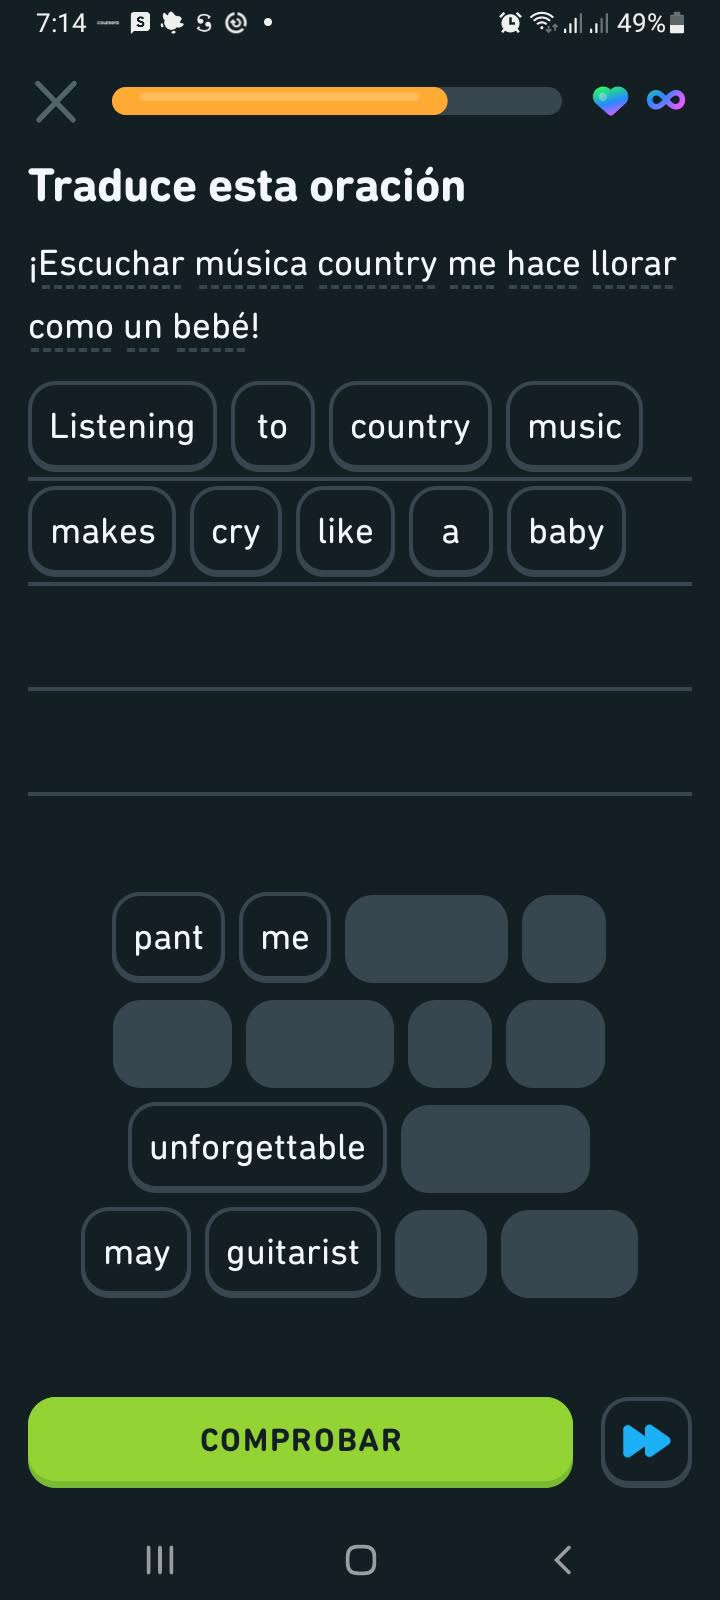 7:14
49%
Traduce esta oración
¡Escuchar música country me hace llorar
como un bebé!
Listening to country music
makes cry like a baby
pant me
unforgettable
may guitarist
COMPROBAR